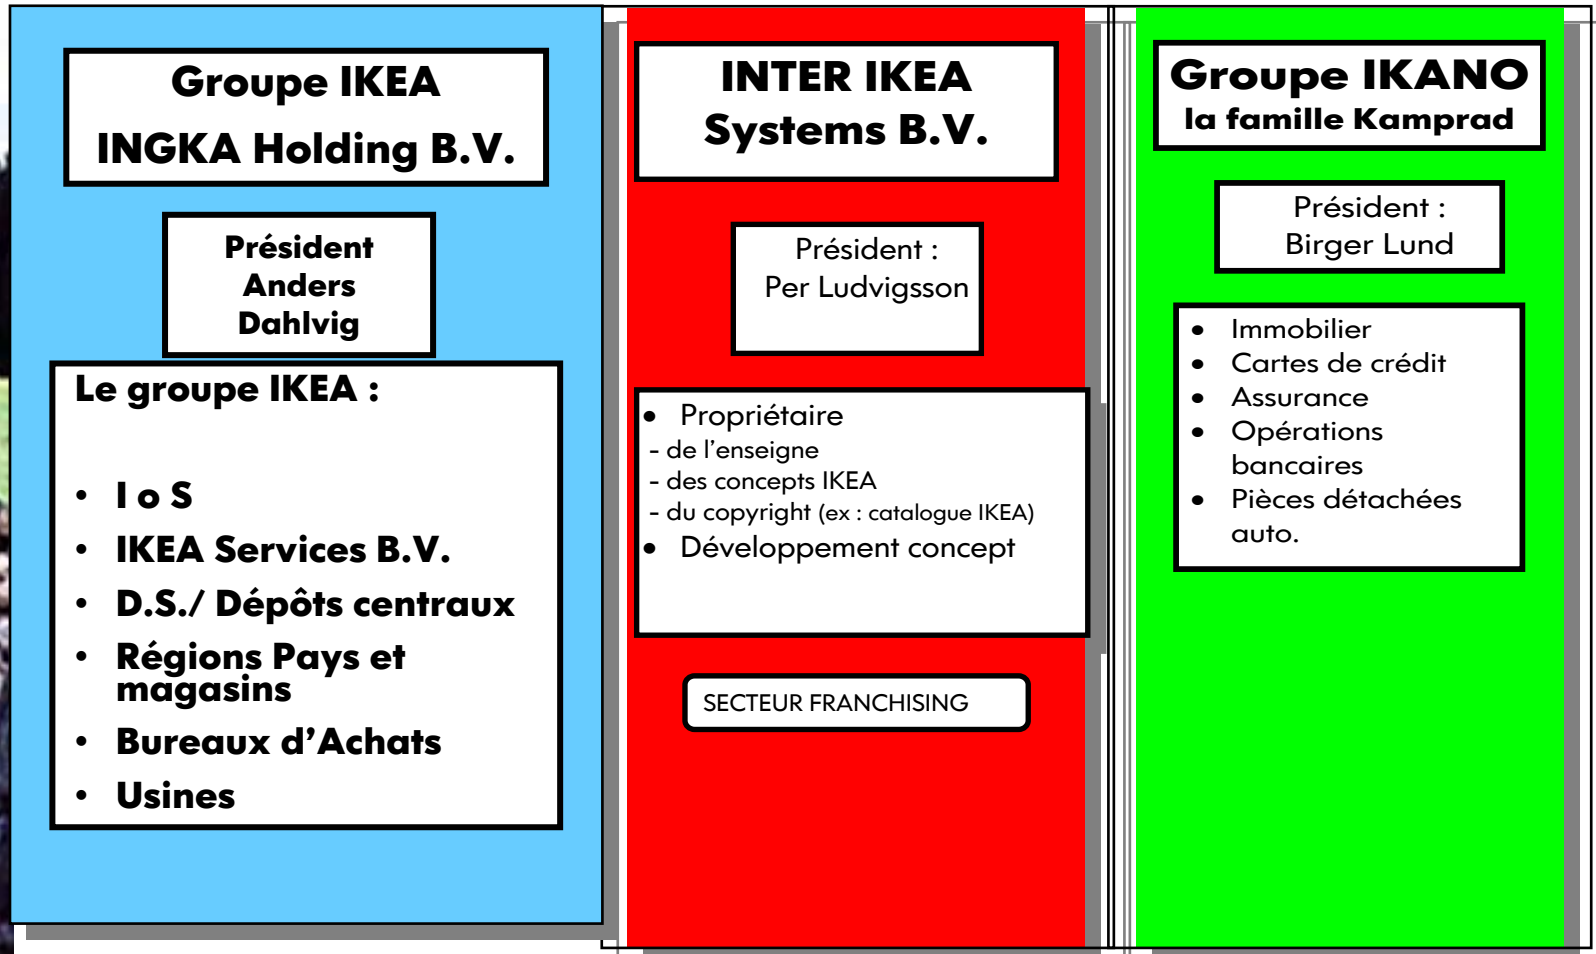 Groupe IKEA
INGKA Holding B.V.
Président
Anders
Dahlvig
Le groupe IKEA :
• I o S
• IKEA Services B.V.
• D.S./ Dépôts centraux
• Régions Pays et
magasins
• Bureaux d’Achats
• Usines
INTER IKEA
Systems B.V.
Président :
Per Ludvigsson
• Propriétaire
- de l’enseigne
- des concepts IKEA
- du copyright (ex : catalogue IKEA)
• Développement concept
SECTEUR FRANCHISING
Groupe IKANO
la famille Kamprad
Président :
Birger Lund
• Immobilier
• Cartes de crédit
• Assurance
• Opérations
bancaires
• Pièces détachées
auto.